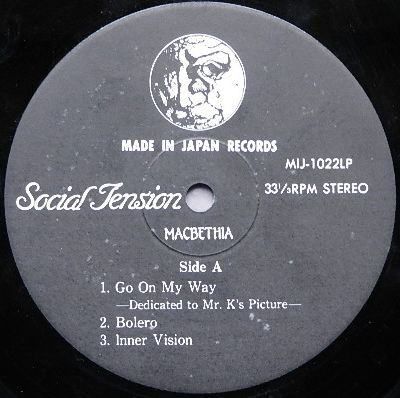 MADE IN JAPAN RECORDS
MIJ-1022LP
Social Tension
33⅓RPM STEREO
MACBETHIA
Side A
1. Go On My Way
—Dedicated to Mr. K's Picture—
2. Bolero
3. Inner Vision